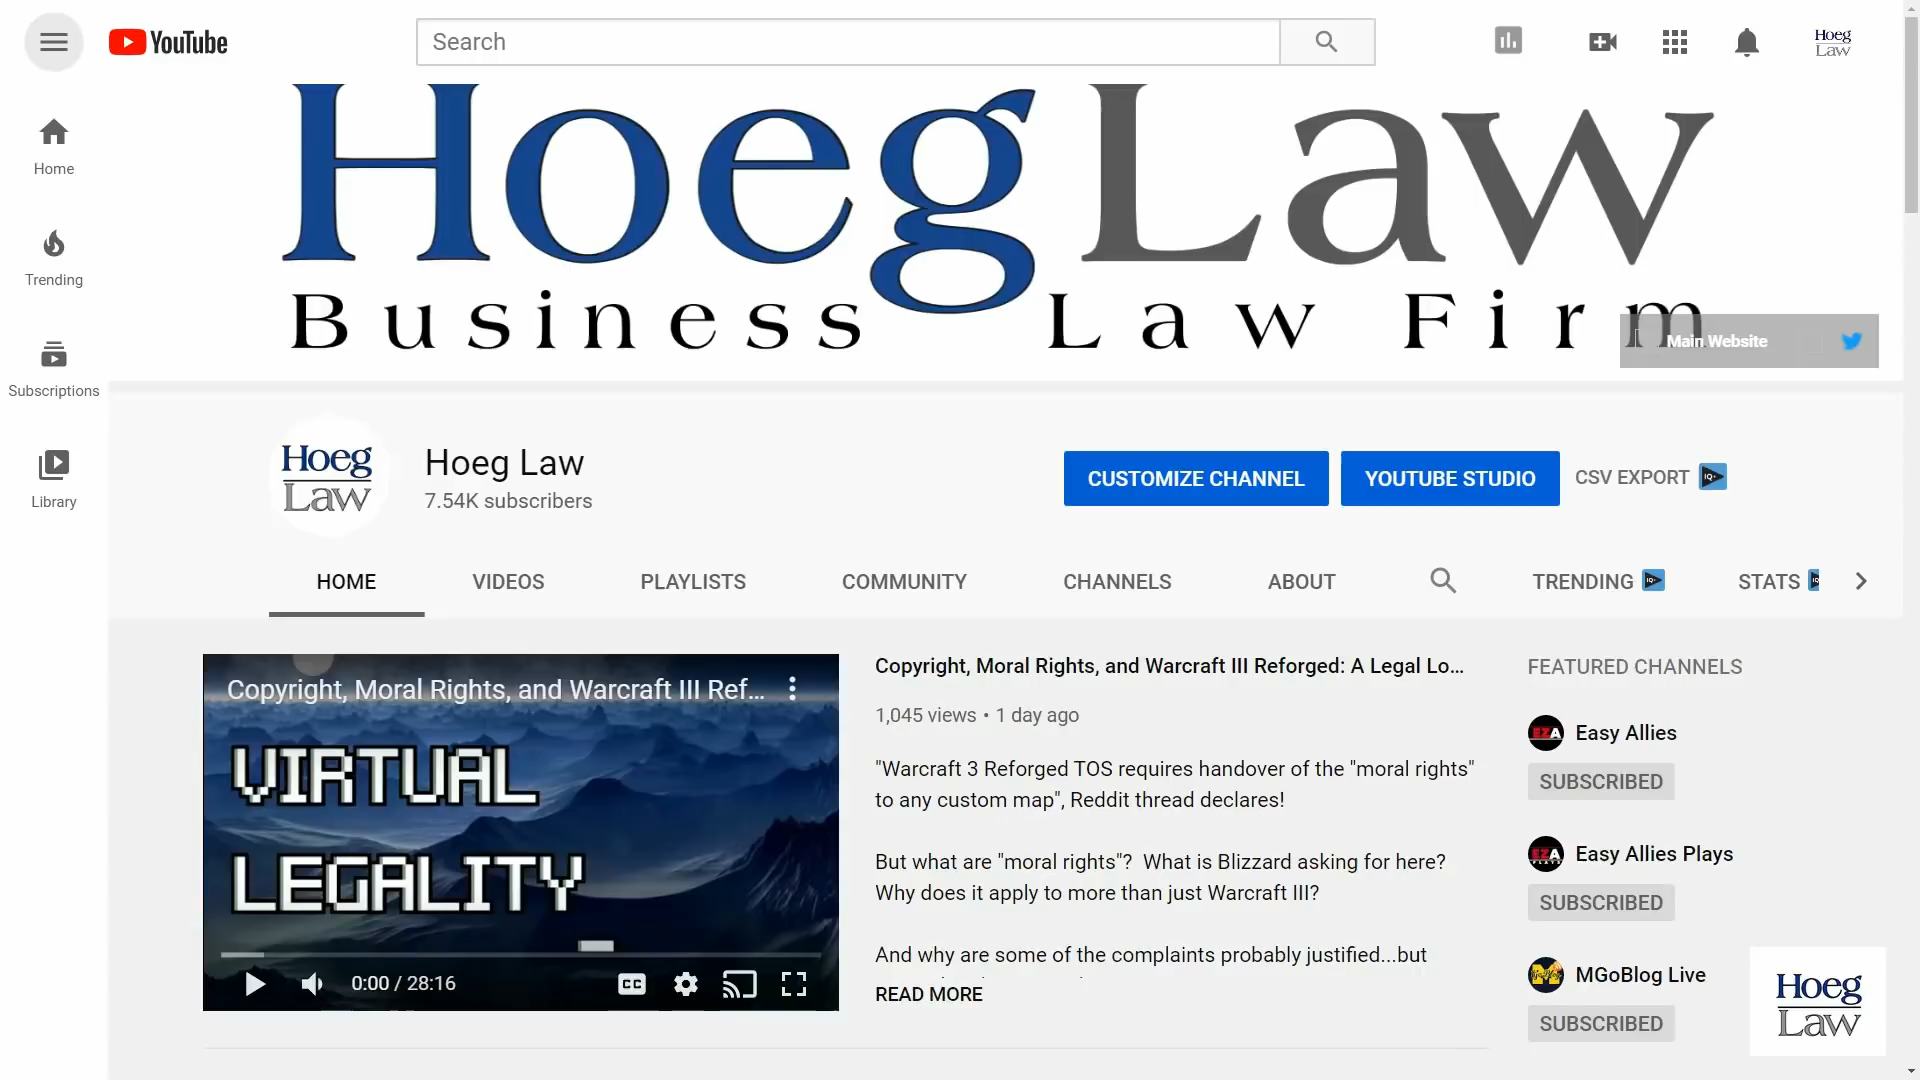 YouTube
Search
Hoeg
Law
Home
Trending
Subscriptions
Library
HoegLaw
Business Law Firm
Main Website
Hoeg
Law
Hoeg Law
7.54K subscribers
CUSTOMIZE CHANNEL
YOUTUBE STUDIO
CSV EXPORT
HOME
VIDEOS
PLAYLISTS
COMMUNITY
CHANNELS
ABOUT
TRENDING
STATS
Copyright, Moral Rights, and Warcraft III Ref...
VIRTUAL
LEGALITY
0:00 / 28:16
CC
Copyright, Moral Rights, and Warcraft III Reforged: A Legal Lo...
1,045 views • 1 day ago
"Warcraft 3 Reforged TOS requires handover of the "moral rights"
to any custom map", Reddit thread declares!
But what are "moral rights"?  What is Blizzard asking for here?
Why does it apply to more than just Warcraft III?
And why are some of the complaints probably justified...but
READ MORE
FEATURED CHANNELS
EZA
Easy Allies
SUBSCRIBED
EZA
Easy Allies Plays
SUBSCRIBED
MGoBlog Live
SUBSCRIBED
Hoeg
Law